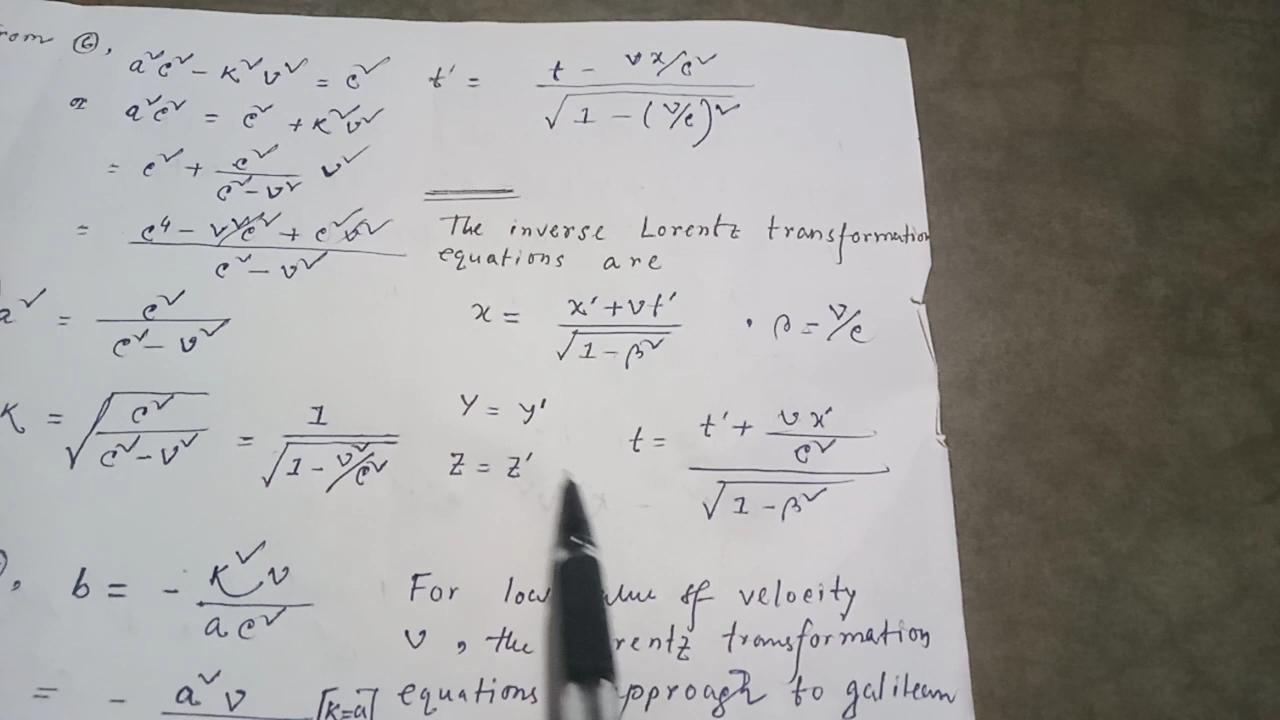 rom ⑥,
a²c² - K²v² = c²
or a²c² = c² + K²v²
= c² + c²/(c² - v²) v²
= (c⁴ - v²c² + c²v²)/(c² - v²)
a² = c²/(c² - v²)
K = √(c²/(c² - v²)) = 1/√(1 - v²/c²)
, b = - K²v/(ac²)
= - a²v [K=a]
t' = (t - vx/c²)/√(1 - (v/c)²)
The inverse Lorentz transformation
equations are
x = (x' + vt')/√(1 - β²) . β = v/c
Y = y'
Z = z'
t = (t' + vx'/c²)/√(1 - β²)
For low of velocity
v, the rentz transformation
equations pproach to galilean